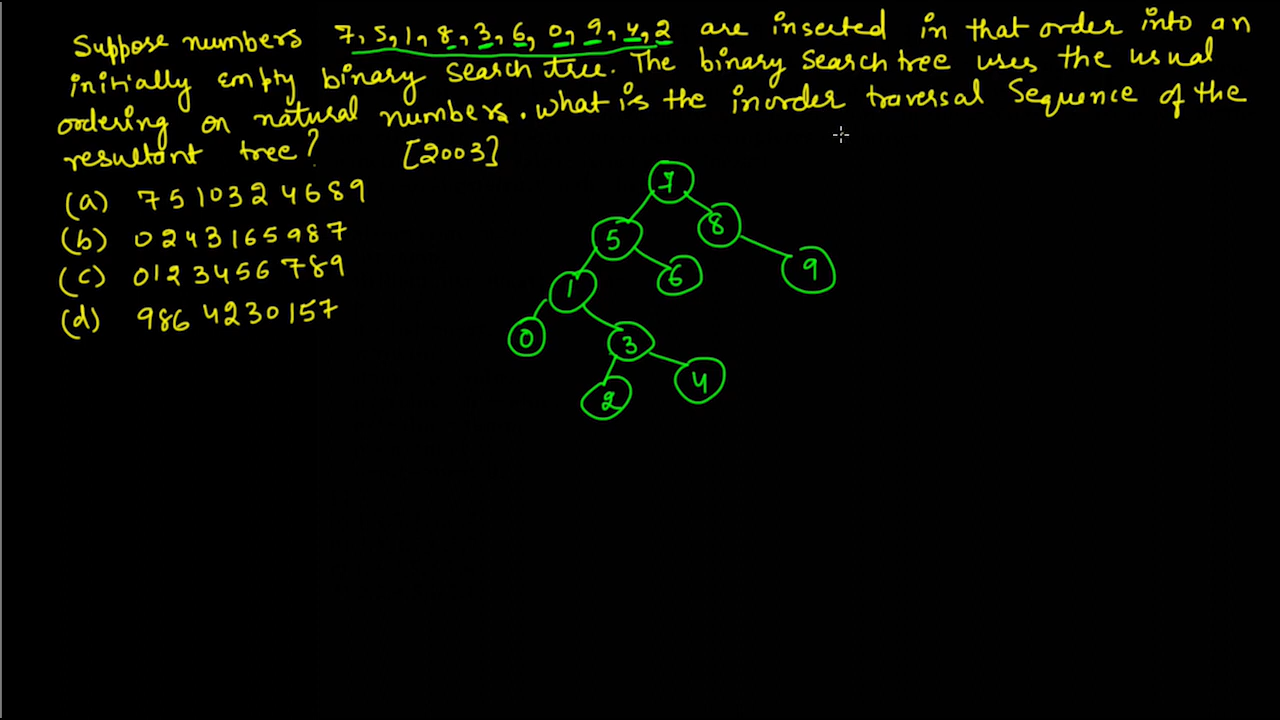 Suppose numbers 7, 5, 1, 8, 3, 6, 0, 9, 4, 2 are inserted in that order into an
initially empty binary search tree. The binary search tree uses the usual
ordering on natural numbers. what is the inorder traversal Sequence of the
resultant tree? [2003]
(a) 7 5 1 0 3 2 4 6 8 9
(b) 0 2 4 3 1 6 5 9 8 7
(c) 0 1 2 3 4 5 6 7 8 9
(d) 9 8 6 4 2 3 0 1 5 7
7
5 8
1 6 9
0 3
2 4